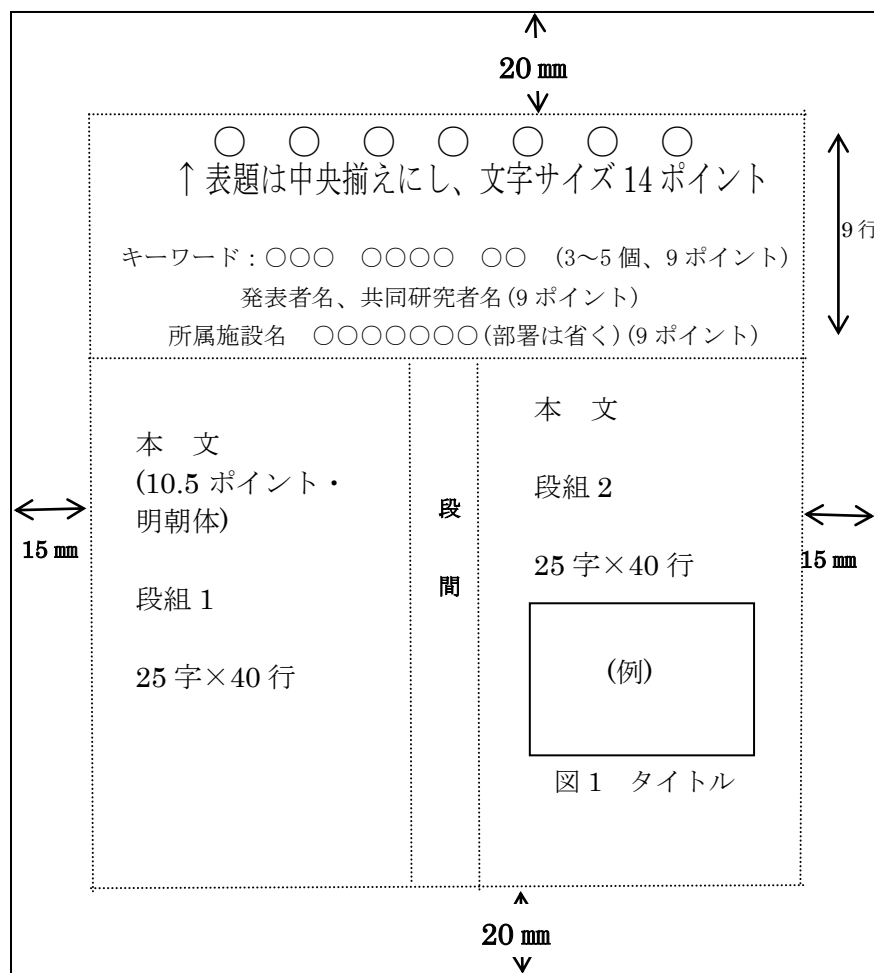 20 ㎜
○ ○ ○ ○ ○ ○ ○
↑表題は中央揃えにし、文字サイズ 14 ポイント
9 行
キーワード：○○○　○○○○　○○　(3～5 個、9 ポイント)
発表者名、共同研究者名(9 ポイント)
所属施設名　○○○○○○○(部署は省く)(9 ポイント)
本　文
(10.5 ポイント・
明朝体)
段組 1
25 字×40 行
段
間
本　文
段組 2
25 字×40 行
(例)
図 1　タイトル
15 ㎜
15 ㎜
20 ㎜